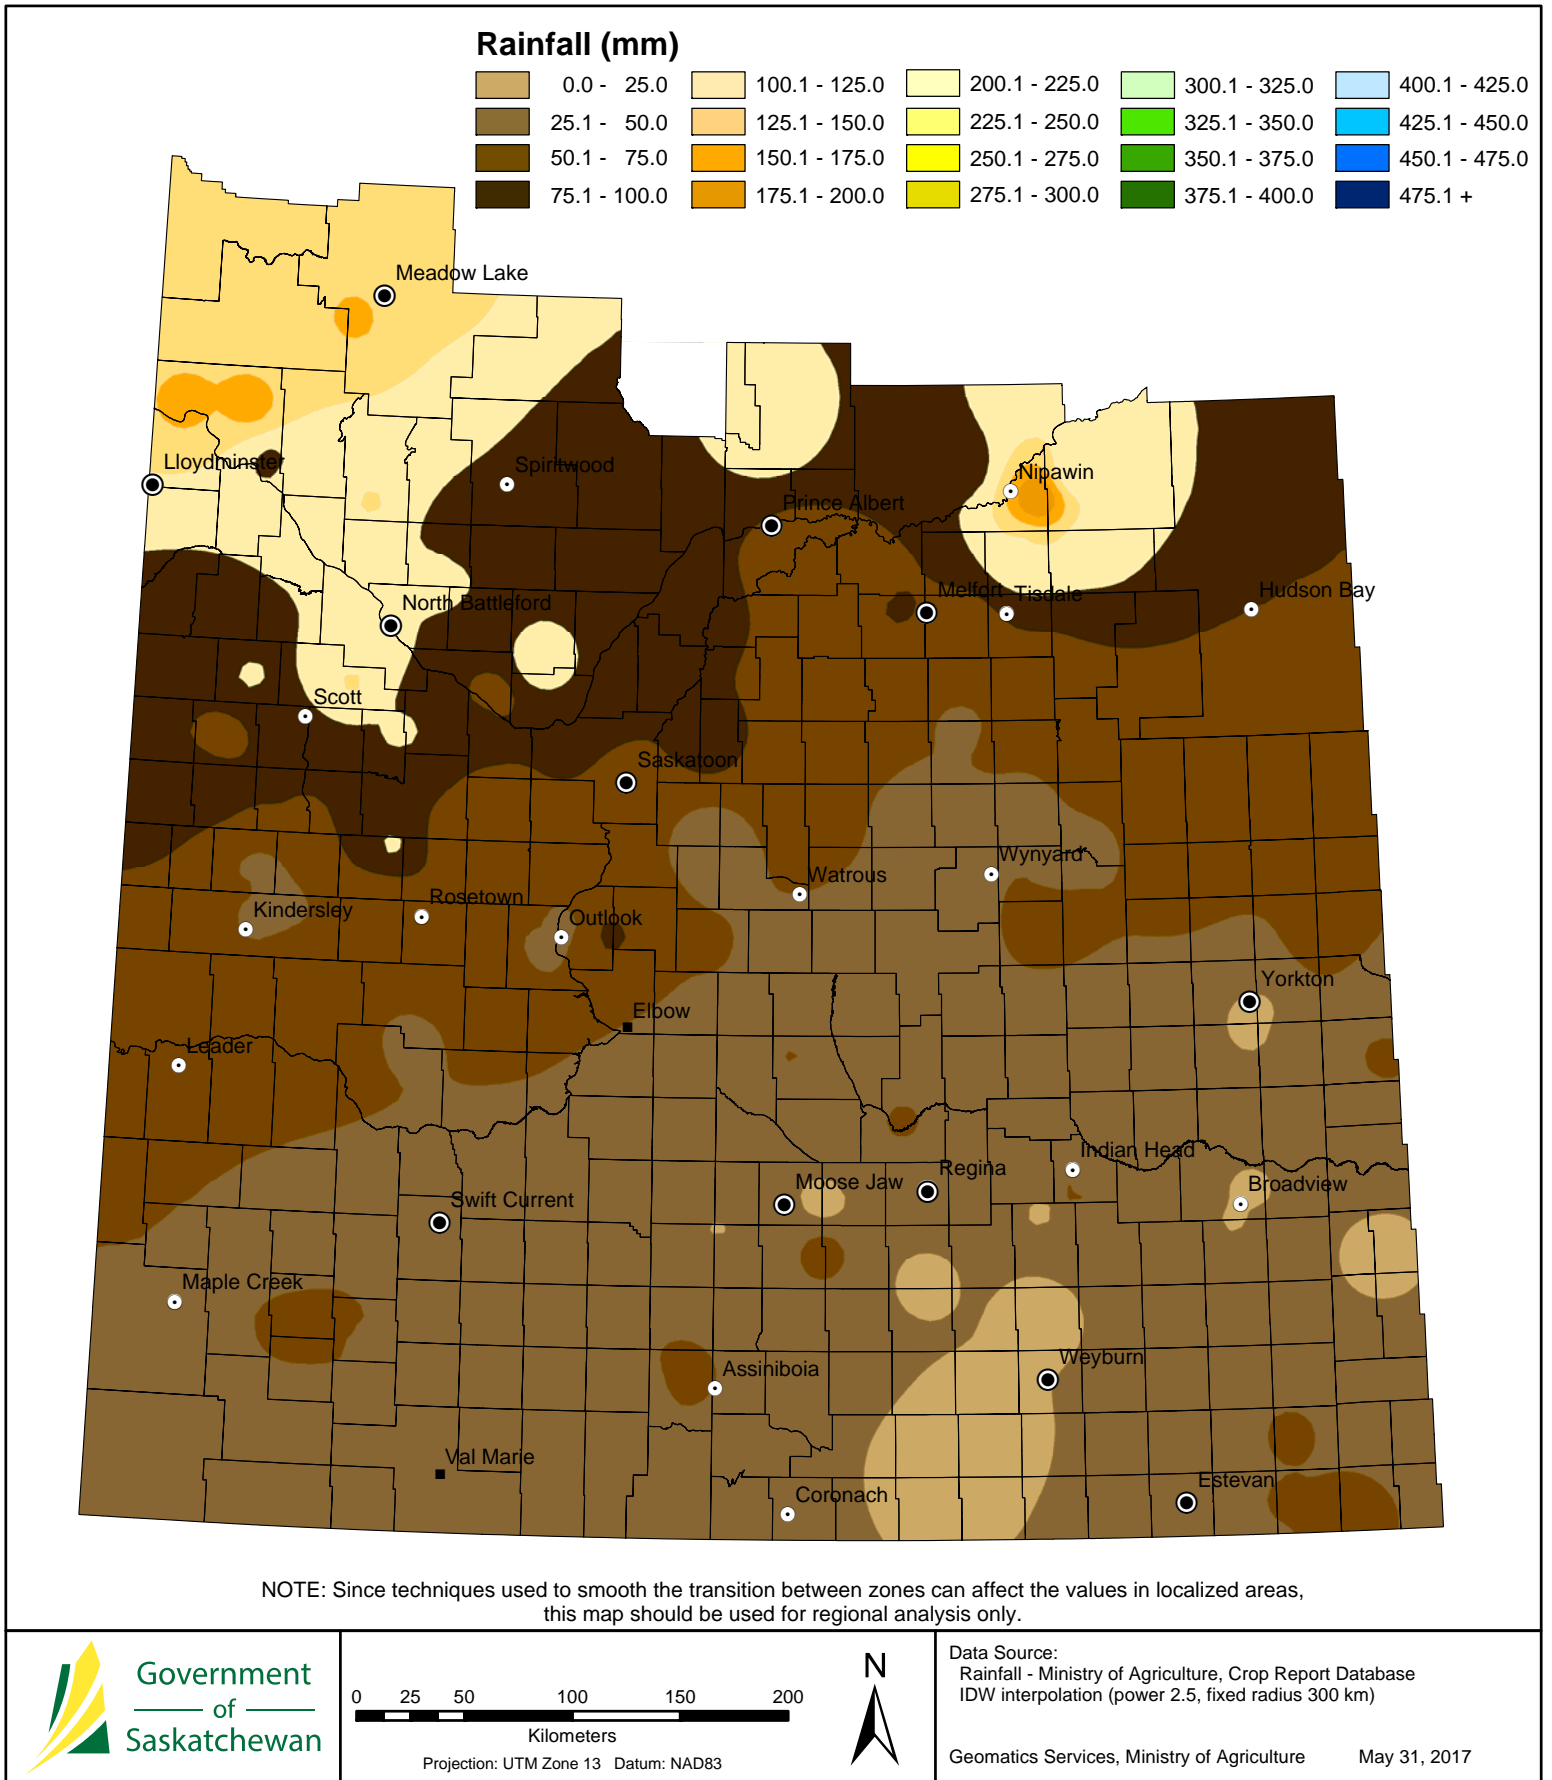 Rainfall (mm)
0.0 - 25.0
25.1 - 50.0
50.1 - 75.0
75.1 - 100.0
100.1 - 125.0
125.1 - 150.0
150.1 - 175.0
175.1 - 200.0
200.1 - 225.0
225.1 - 250.0
250.1 - 275.0
275.1 - 300.0
300.1 - 325.0
325.1 - 350.0
350.1 - 375.0
375.1 - 400.0
400.1 - 425.0
425.1 - 450.0
450.1 - 475.0
475.1 +
Meadow Lake
Lloydminster
Spiritwood
Nipawin
Prince Albert
North Battleford
Melfort
Tisdale
Hudson Bay
Scott
Saskatoon
Wynyard
Watrous
Rosetown
Kindersley
Outlook
Yorkton
Elbow
Leader
Indian Head
Regina
Moose Jaw
Broadview
Swift Current
Maple Creek
Weyburn
Assiniboia
Val Marie
Estevan
Coronach
NOTE: Since techniques used to smooth the transition between zones can affect the values in localized areas,
this map should be used for regional analysis only.
Government
of
Saskatchewan
0 25 50 100 150 200
Kilometers
Projection: UTM Zone 13 Datum: NAD83
N
Data Source:
Rainfall - Ministry of Agriculture, Crop Report Database
IDW interpolation (power 2.5, fixed radius 300 km)
Geomatics Services, Ministry of Agriculture May 31, 2017